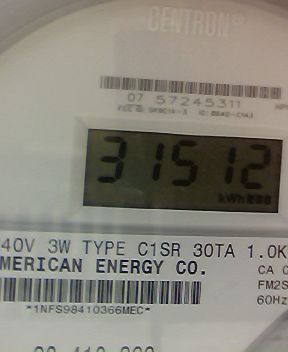 CENTRON®
07 57245311
31512
kWh
40V 3W TYPE C1SR 30TA 1.0K
MERICAN ENERGY CO.
CA 0
FM2S
60Hz
*1NFS98410366MEC*